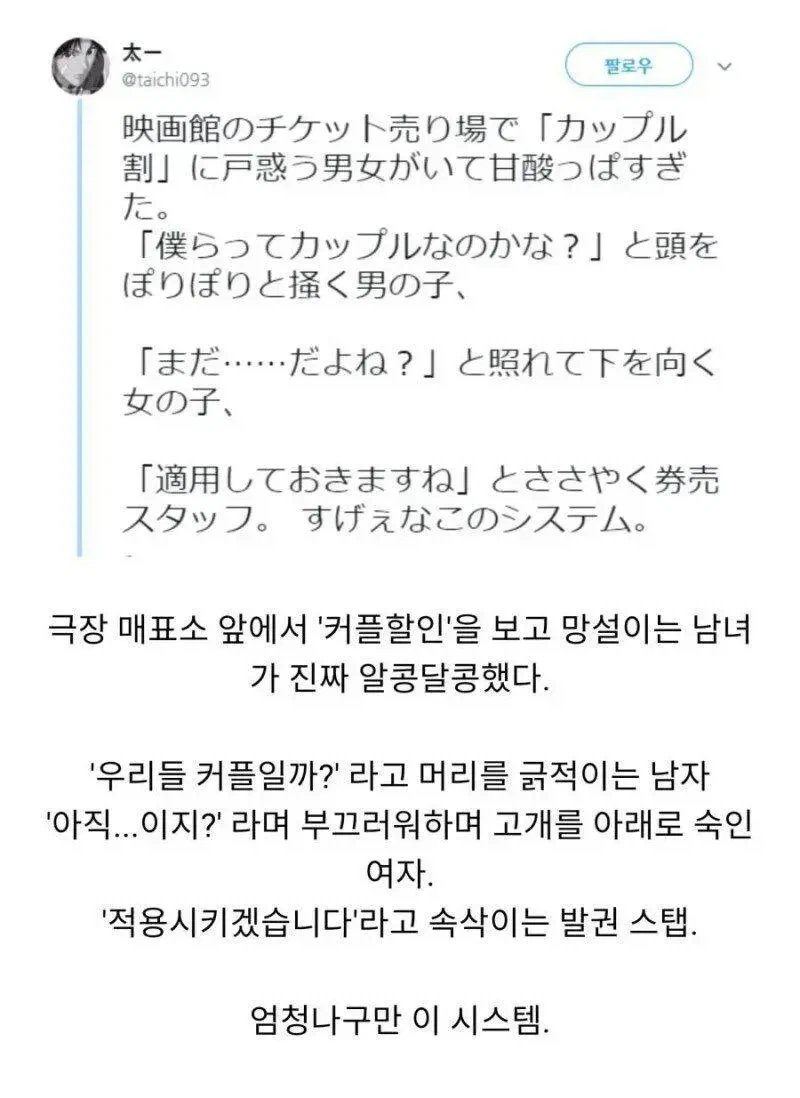 太一
@taichi093
팔로우
映画館のチケット売り場で「カップル
割」に戸惑う男女がいて甘酸っぱすぎ
た。
「僕らってカップルなのかな？」と頭を
ぽりぽりと掻く男の子、
「まだ……だよね？」と照れて下を向く
女の子、
「適用しておきますね」とささやく券売
スタッフ。 すげぇなこのシステム。
극장 매표소 앞에서 '커플할인'을 보고 망설이는 남녀
가 진짜 알콩달콩했다.
'우리들 커플일까?' 라고 머리를 긁적이는 남자
'아직...이지?' 라며 부끄러워하며 고개를 아래로 숙인
여자.
'적용시키겠습니다'라고 속삭이는 발권 스탭.
엄청나구만 이 시스템.